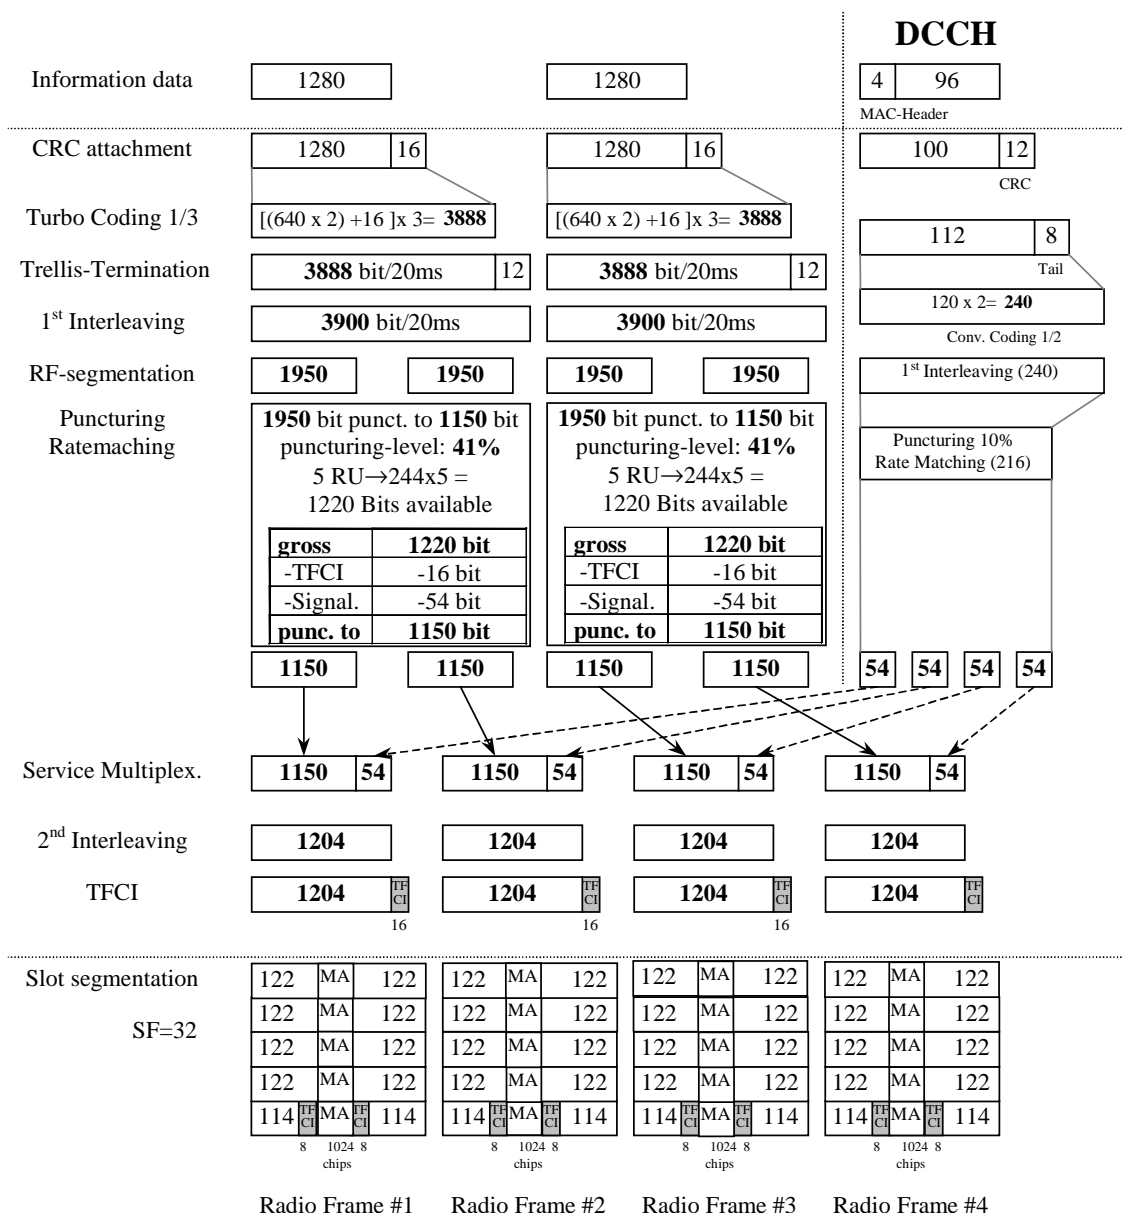 DCCH
Information data 1280 1280 4 96
MAC-Header
CRC attachment 1280 16 1280 16 100 12
CRC
Turbo Coding 1/3 [(640 x 2) +16 ]x 3= 3888 [(640 x 2) +16 ]x 3= 3888 112 8
Tail
Trellis-Termination 3888 bit/20ms 12 3888 bit/20ms 12
120 x 2= 240
1st Interleaving 3900 bit/20ms 3900 bit/20ms
Conv. Coding 1/2
RF-segmentation 1950 1950 1950 1950 1st Interleaving (240)
Puncturing
Ratemaching
1950 bit punct. to 1150 bit
puncturing-level: 41%
5 RU→244x5 =
1220 Bits available
gross 1220 bit
-TFCI -16 bit
-Signal. -54 bit
punc. to 1150 bit
1950 bit punct. to 1150 bit
puncturing-level: 41%
5 RU→244x5 =
1220 Bits available
gross 1220 bit
-TFCI -16 bit
-Signal. -54 bit
punc. to 1150 bit
Puncturing 10%
Rate Matching (216)
1150 1150 1150 1150 54 54 54 54
Service Multiplex. 1150 54 1150 54 1150 54 1150 54
2nd Interleaving 1204 1204 1204 1204
TFCI 1204 TF CI 1204 TF CI 1204 TF CI 1204 TF CI
16 16 16
Slot segmentation 122 MA 122 122 MA 122 122 MA 122 122 MA 122
SF=32 122 MA 122 122 MA 122 122 MA 122 122 MA 122
122 MA 122 122 MA 122 122 MA 122 122 MA 122
122 MA 122 122 MA 122 122 MA 122 122 MA 122
114 TF CI MA TF CI 114 114 TF CI MA TF CI 114 114 TF CI MA TF CI 114 114 TF CI MA TF CI 114
8 1024 8 8 1024 8 8 1024 8 8 1024 8
chips chips chips chips
Radio Frame #1 Radio Frame #2 Radio Frame #3 Radio Frame #4